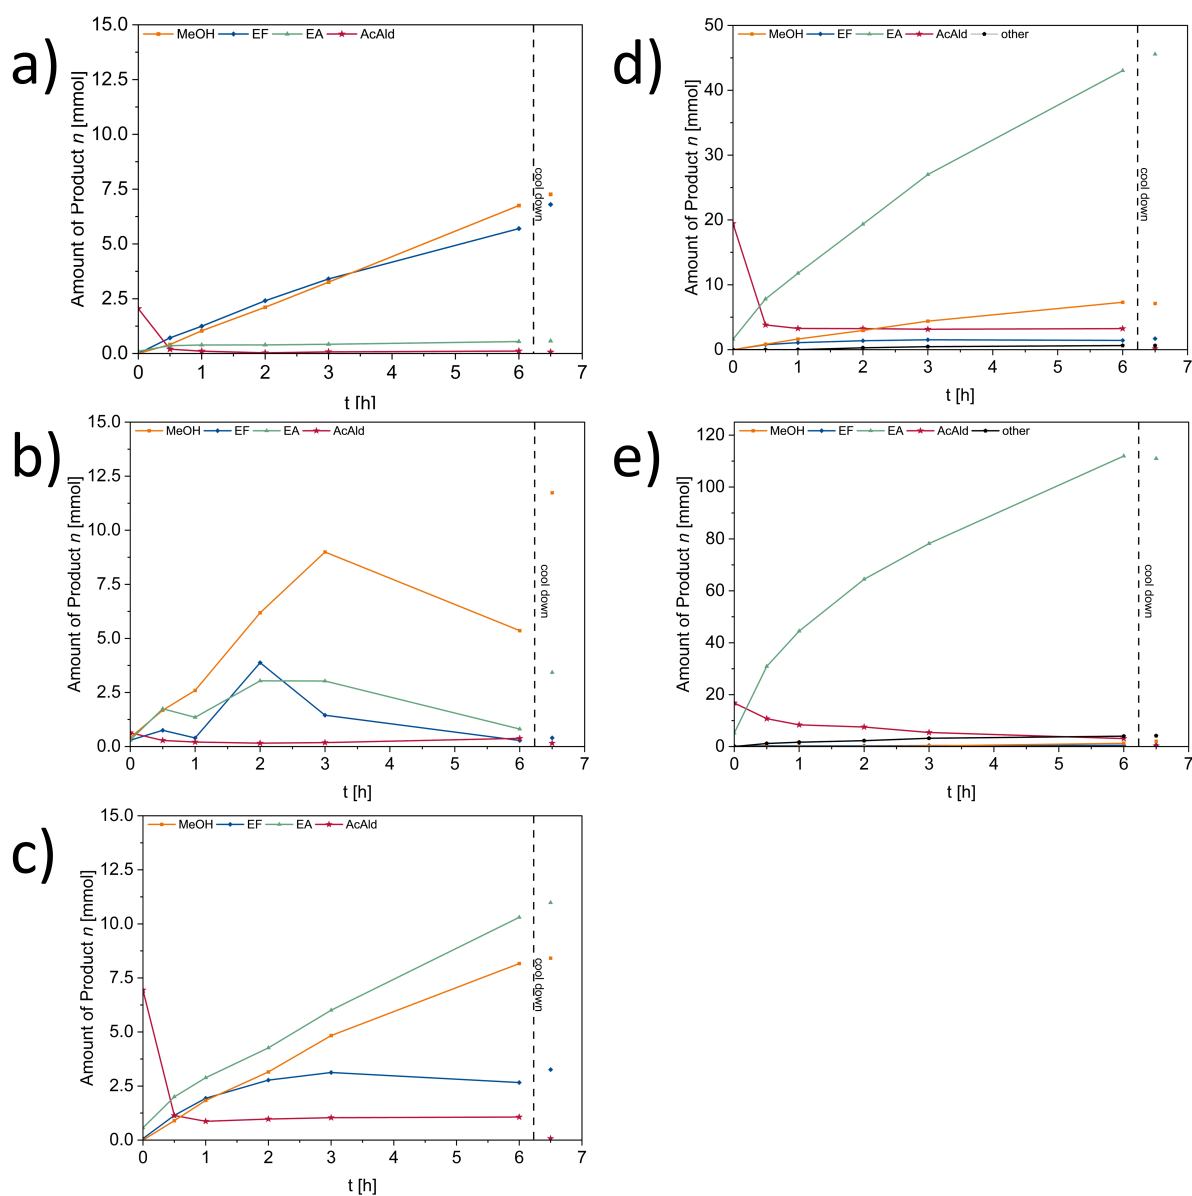 a)
MeOH EF EA AcAld
15.0
12.5
10.0
7.5
5.0
2.5
0.0
Amount of Product n [mmol]
cool down
0 1 2 3 4 5 6 7
t [h]
d)
MeOH EF EA AcAld other
50
40
30
20
10
0
Amount of Product n [mmol]
cool down
0 1 2 3 4 5 6 7
t [h]
b)
MeOH EF EA AcAld
15.0
12.5
10.0
7.5
5.0
2.5
0.0
Amount of Product n [mmol]
cool down
0 1 2 3 4 5 6 7
t [h]
e)
MeOH EF EA AcAld other
120
100
80
60
40
20
0
Amount of Product n [mmol]
cool down
0 1 2 3 4 5 6 7
t [h]
c)
MeOH EF EA AcAld
15.0
12.5
10.0
7.5
5.0
2.5
0.0
Amount of Product n [mmol]
cool down
0 1 2 3 4 5 6 7
t [h]